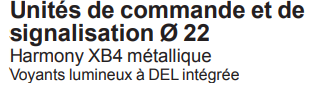 Unités de commande et de
signalisation Ø 22
Harmony XB4 métallique
Voyants lumineux à DEL intégrée